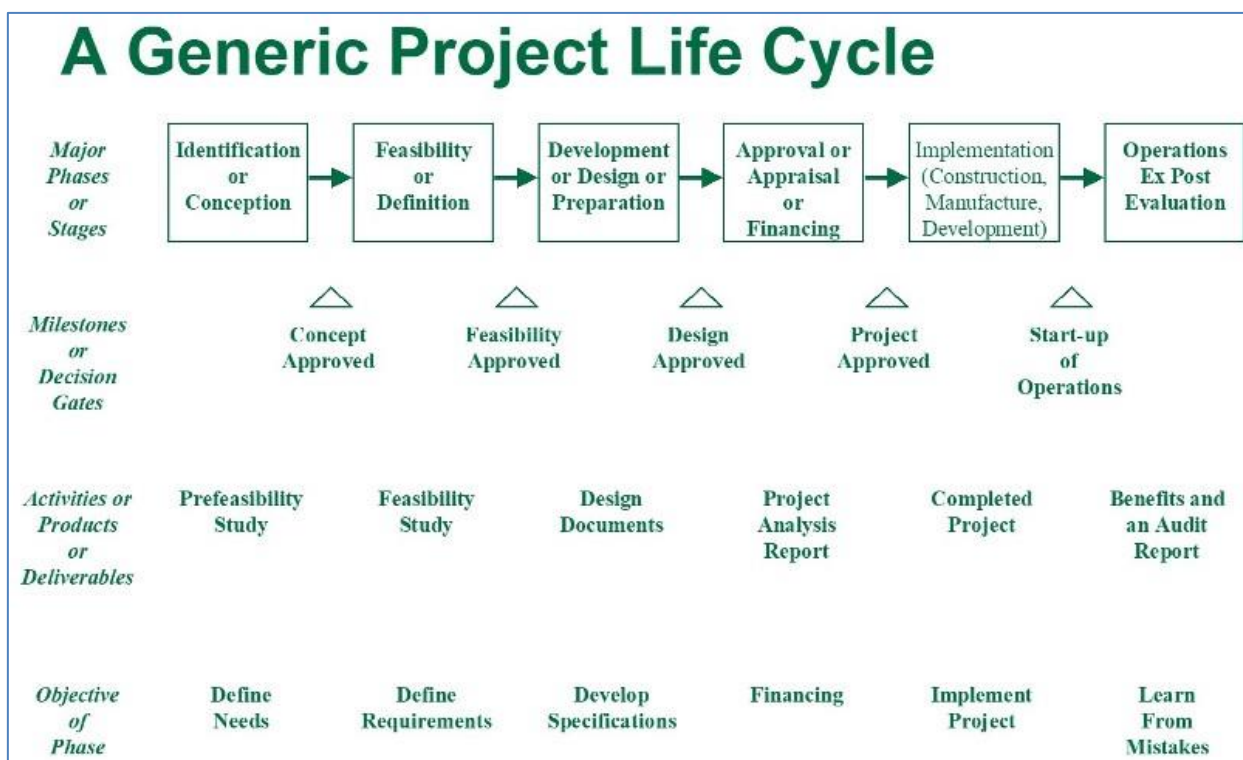 A Generic Project Life Cycle
Major
Phases
or
Stages
Identification
or
Conception
Feasibility
or
Definition
Development
or Design or
Preparation
Approval or
Appraisal
or
Financing
Implementation
(Construction,
Manufacture,
Development)
Operations
Ex Post
Evaluation
Milestones
or
Decision
Gates
Concept
Approved
Feasibility
Approved
Design
Approved
Project
Approved
Start-up
of
Operations
Activities or
Products
or
Deliverables
Prefeasibility
Study
Feasibility
Study
Design
Documents
Project
Analysis
Report
Completed
Project
Benefits and
an Audit
Report
Objective
of
Phase
Define
Needs
Define
Requirements
Develop
Specifications
Financing
Implement
Project
Learn
From
Mistakes